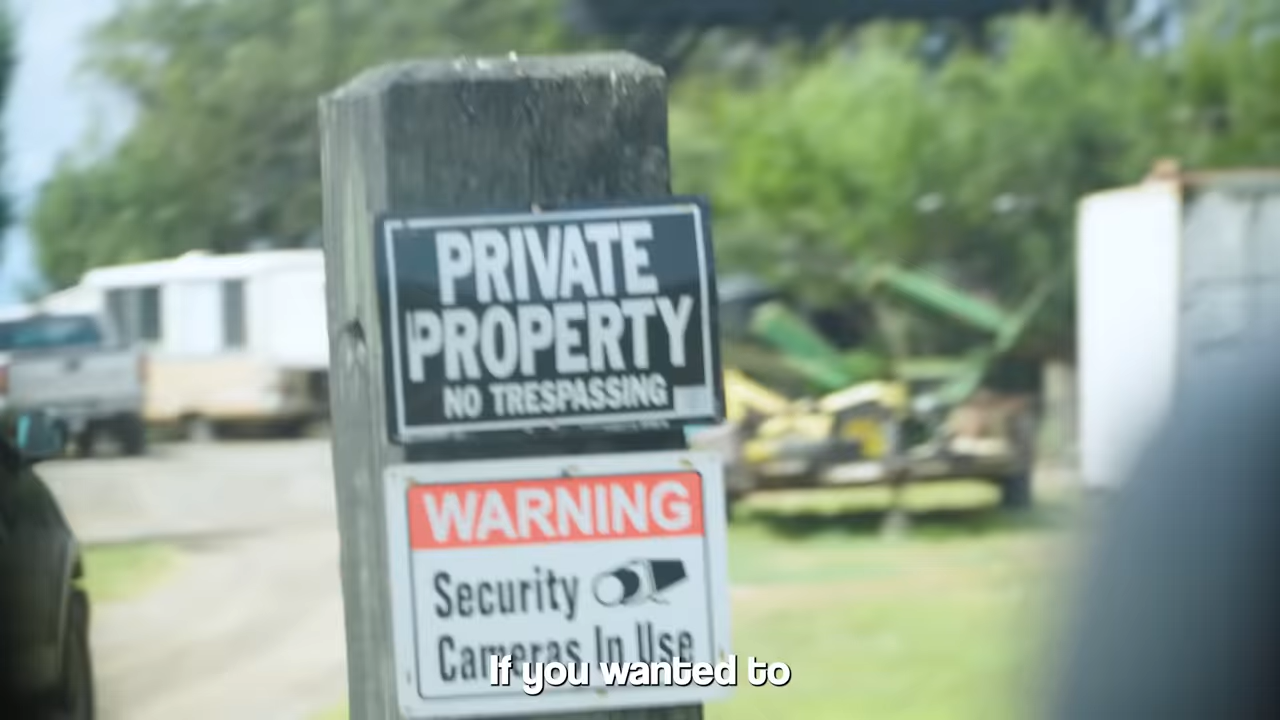 PRIVATE
PROPERTY
NO TRESPASSING
WARNING
Security
Cameras In Use
If you wanted to